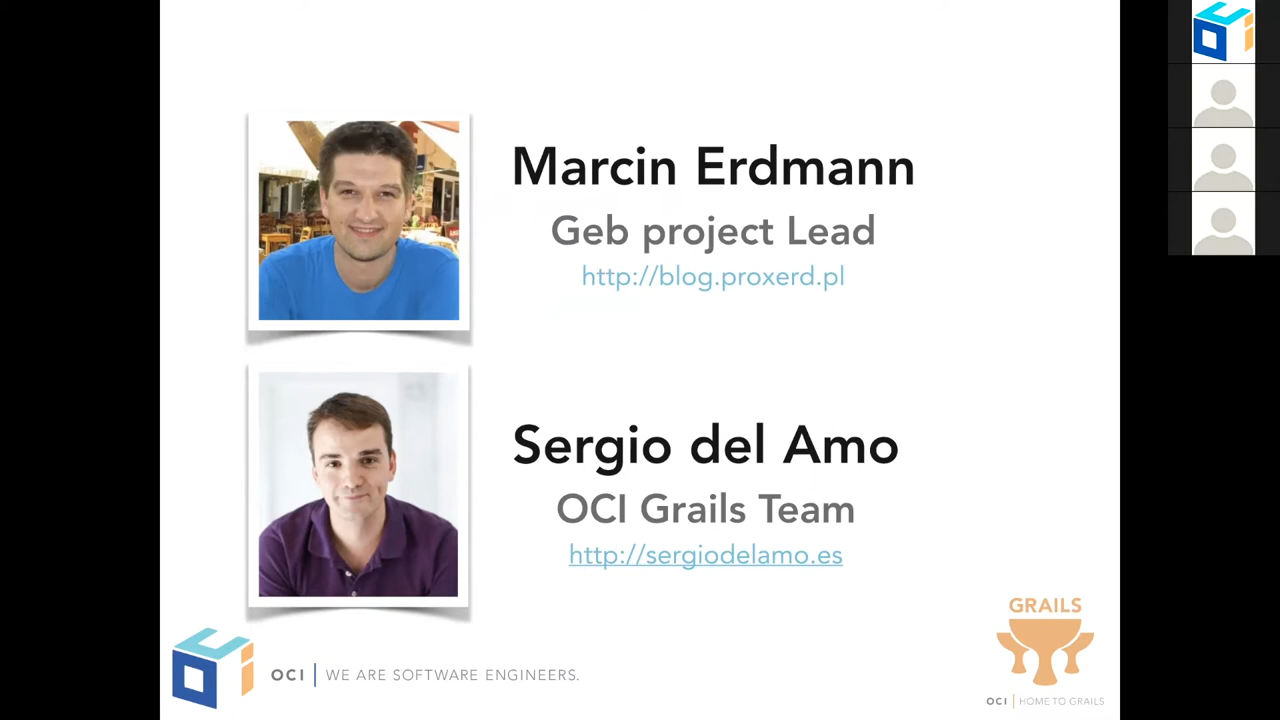 Marcin Erdmann
Geb project Lead
http://blog.proxerd.pl
Sergio del Amo
OCI Grails Team
http://sergiodelamo.es
GRAILS
OCI | WE ARE SOFTWARE ENGINEERS.
OCI | HOME TO GRAILS